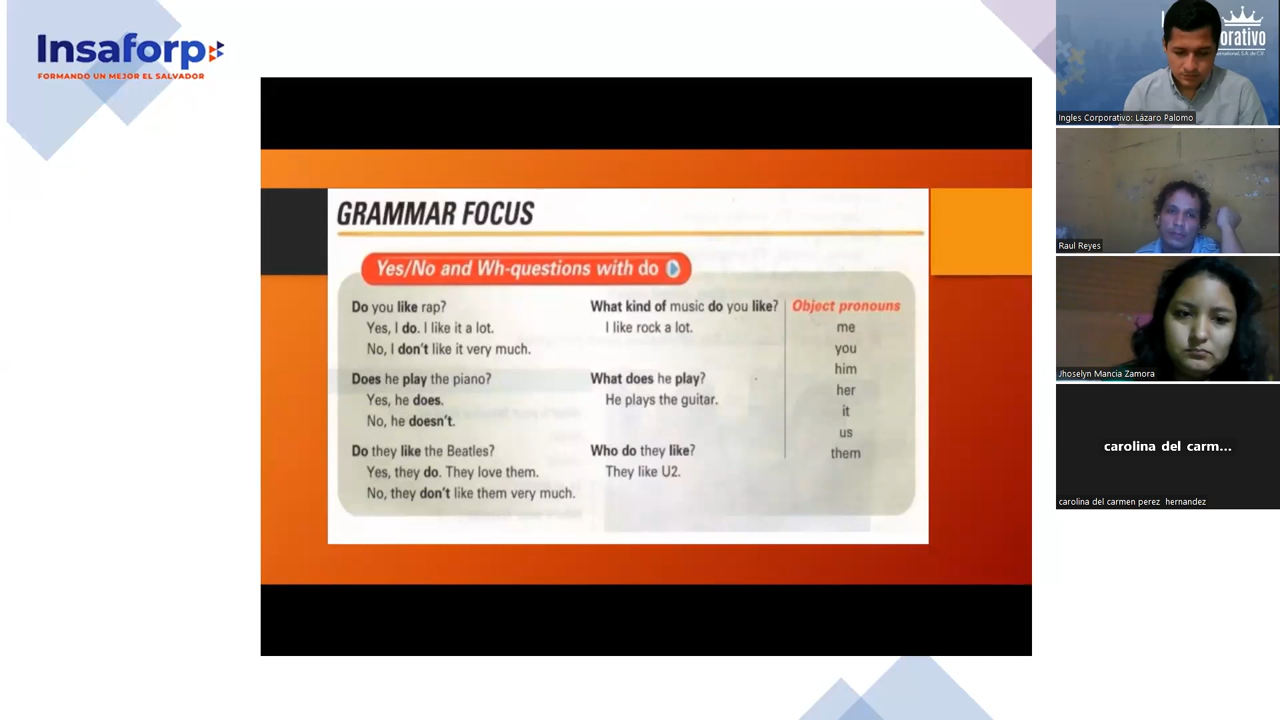 Insaforp
FORMANDO UN MEJOR EL SALVADOR
GRAMMAR FOCUS
Yes/No and Wh-questions with do
Do you like rap?
Yes, I do. I like it a lot.
No, I don't like it very much.
Does he play the piano?
Yes, he does.
No, he doesn't.
Do they like the Beatles?
Yes, they do. They love them.
No, they don't like them very much.
What kind of music do you like?
I like rock a lot.
What does he play?
He plays the guitar.
Who do they like?
They like U2.
Object pronouns
me
you
him
her
it
us
them
orativo
Ingles Corporativo: Lázaro Palomo
Raul Reyes
Jhoselyn Mancia Zamora
carolina del carm...
carolina del carmen perez hernandez